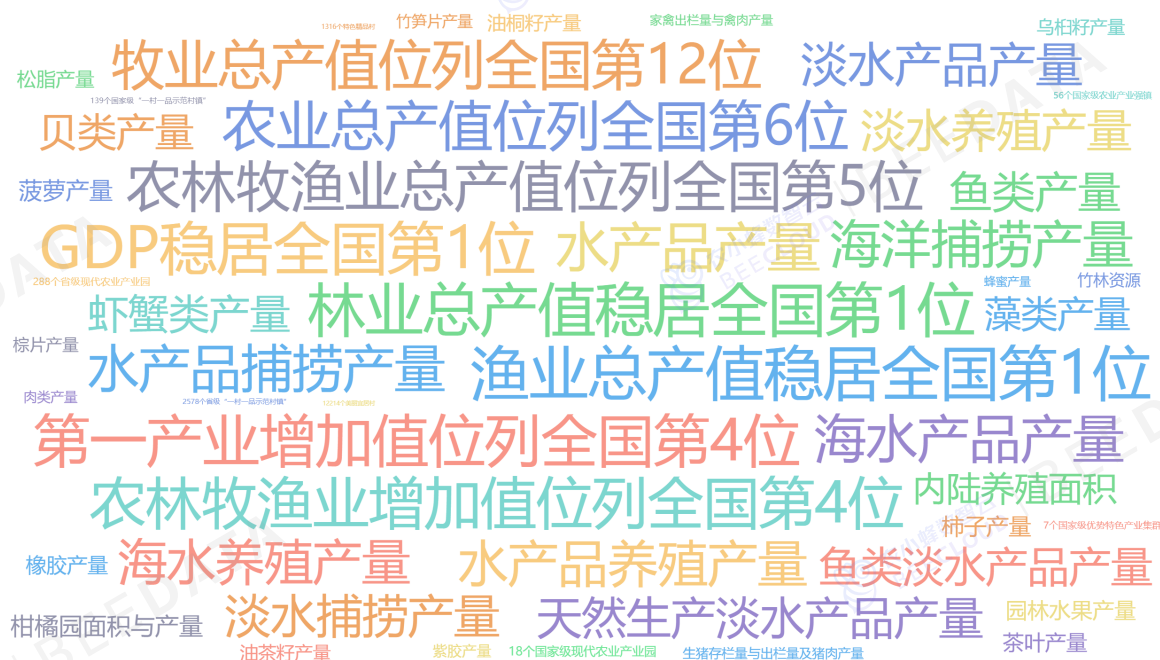 1316个特色精品村
竹笋片产量
油桐籽产量
家禽出栏量与禽肉产量
乌桕籽产量
松脂产量
牧业总产值位列全国第12位
淡水产品产量
139个国家级“一村一品示范村镇”
56个国家级农业产业强镇
贝类产量
农业总产值位列全国第6位
淡水养殖产量
菠萝产量
农林牧渔业总产值位列全国第5位
鱼类产量
GDP稳居全国第1位
水产品产量
海洋捕捞产量
288个省级现代农业产业园
蜂蜜产量
竹林资源
虾蟹类产量
林业总产值稳居全国第1位
藻类产量
棕片产量
水产品捕捞产量
渔业总产值稳居全国第1位
肉类产量
2578个省级“一村一品示范村镇”
第一产业增加值位列全国第4位
海水产品产量
农林牧渔业增加值位列全国第4位
内陆养殖面积
柿子产量
7个国家级优势特色产业集群
橡胶产量
海水养殖产量
水产品养殖产量
鱼类淡水产品产量
柑橘园面积与产量
淡水捕捞产量
天然生产淡水产品产量
园林水果产量
茶叶产量
油茶籽产量
紫胶产量
18个国家级现代农业产业园
生猪存栏量与出栏量及猪肉产量
BEEDATA